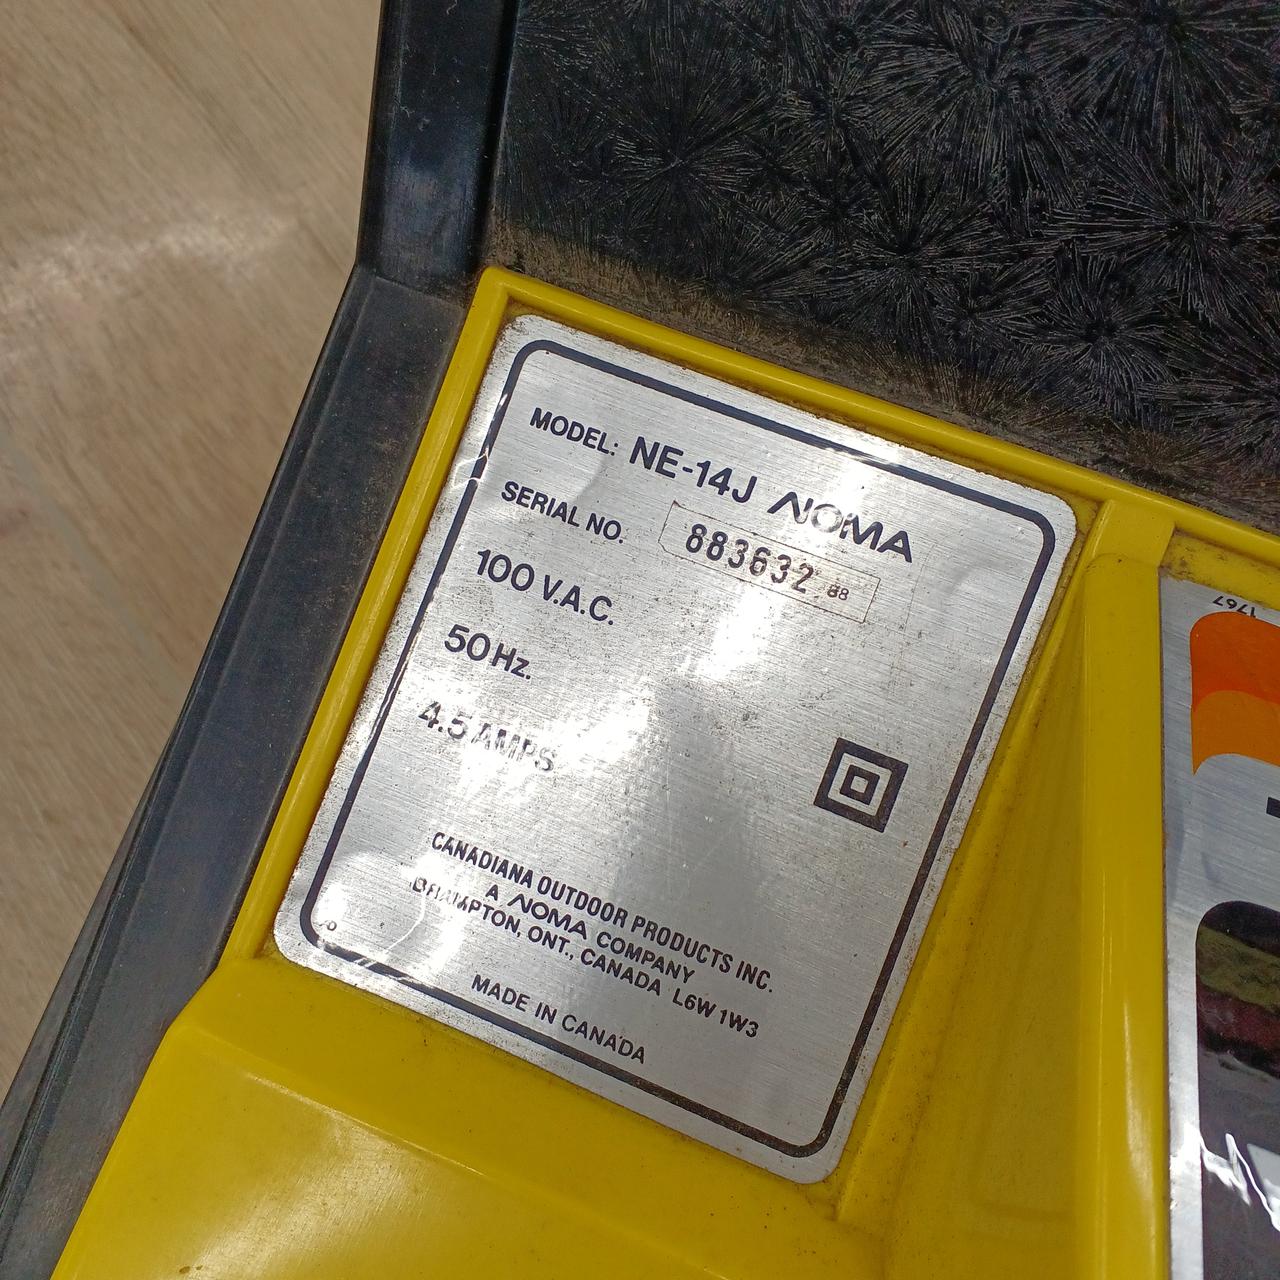 MODEL: NE-14J NOMA
SERIAL NO. 883632 88
100 V.A.C.
50 Hz.
4.5 AMPS
CANADIANA OUTDOOR PRODUCTS INC.
A NOMA COMPANY
BRAMPTON, ONT., CANADA L6W 1W3
MADE IN CANADA
1767